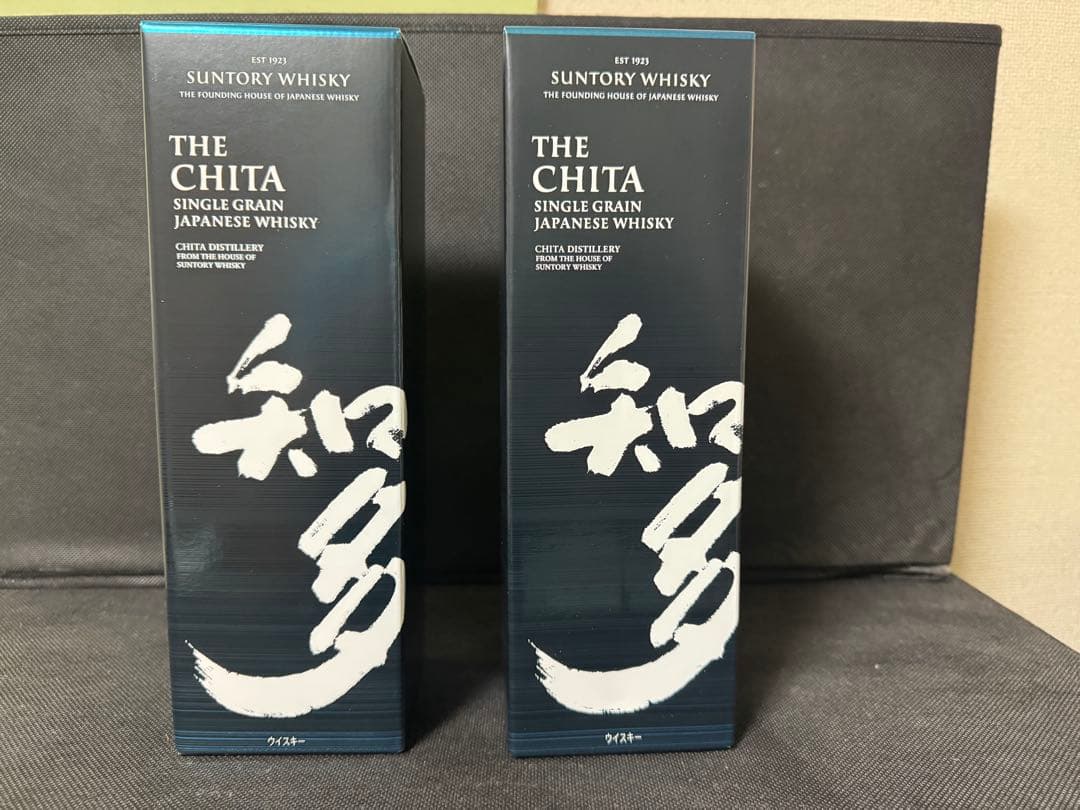 EST 1923
SUNTORY WHISKY
THE FOUNDING HOUSE OF JAPANESE WHISKY
THE
CHITA
SINGLE GRAIN
JAPANESE WHISKY
CHITA DISTILLERY
FROM THE HOUSE OF
SUNTORY WHISKY
知多
ウイスキー
EST 1923
SUNTORY WHISKY
THE FOUNDING HOUSE OF JAPANESE WHISKY
THE
CHITA
SINGLE GRAIN
JAPANESE WHISKY
CHITA DISTILLERY
FROM THE HOUSE OF
SUNTORY WHISKY
知多
ウイスキー